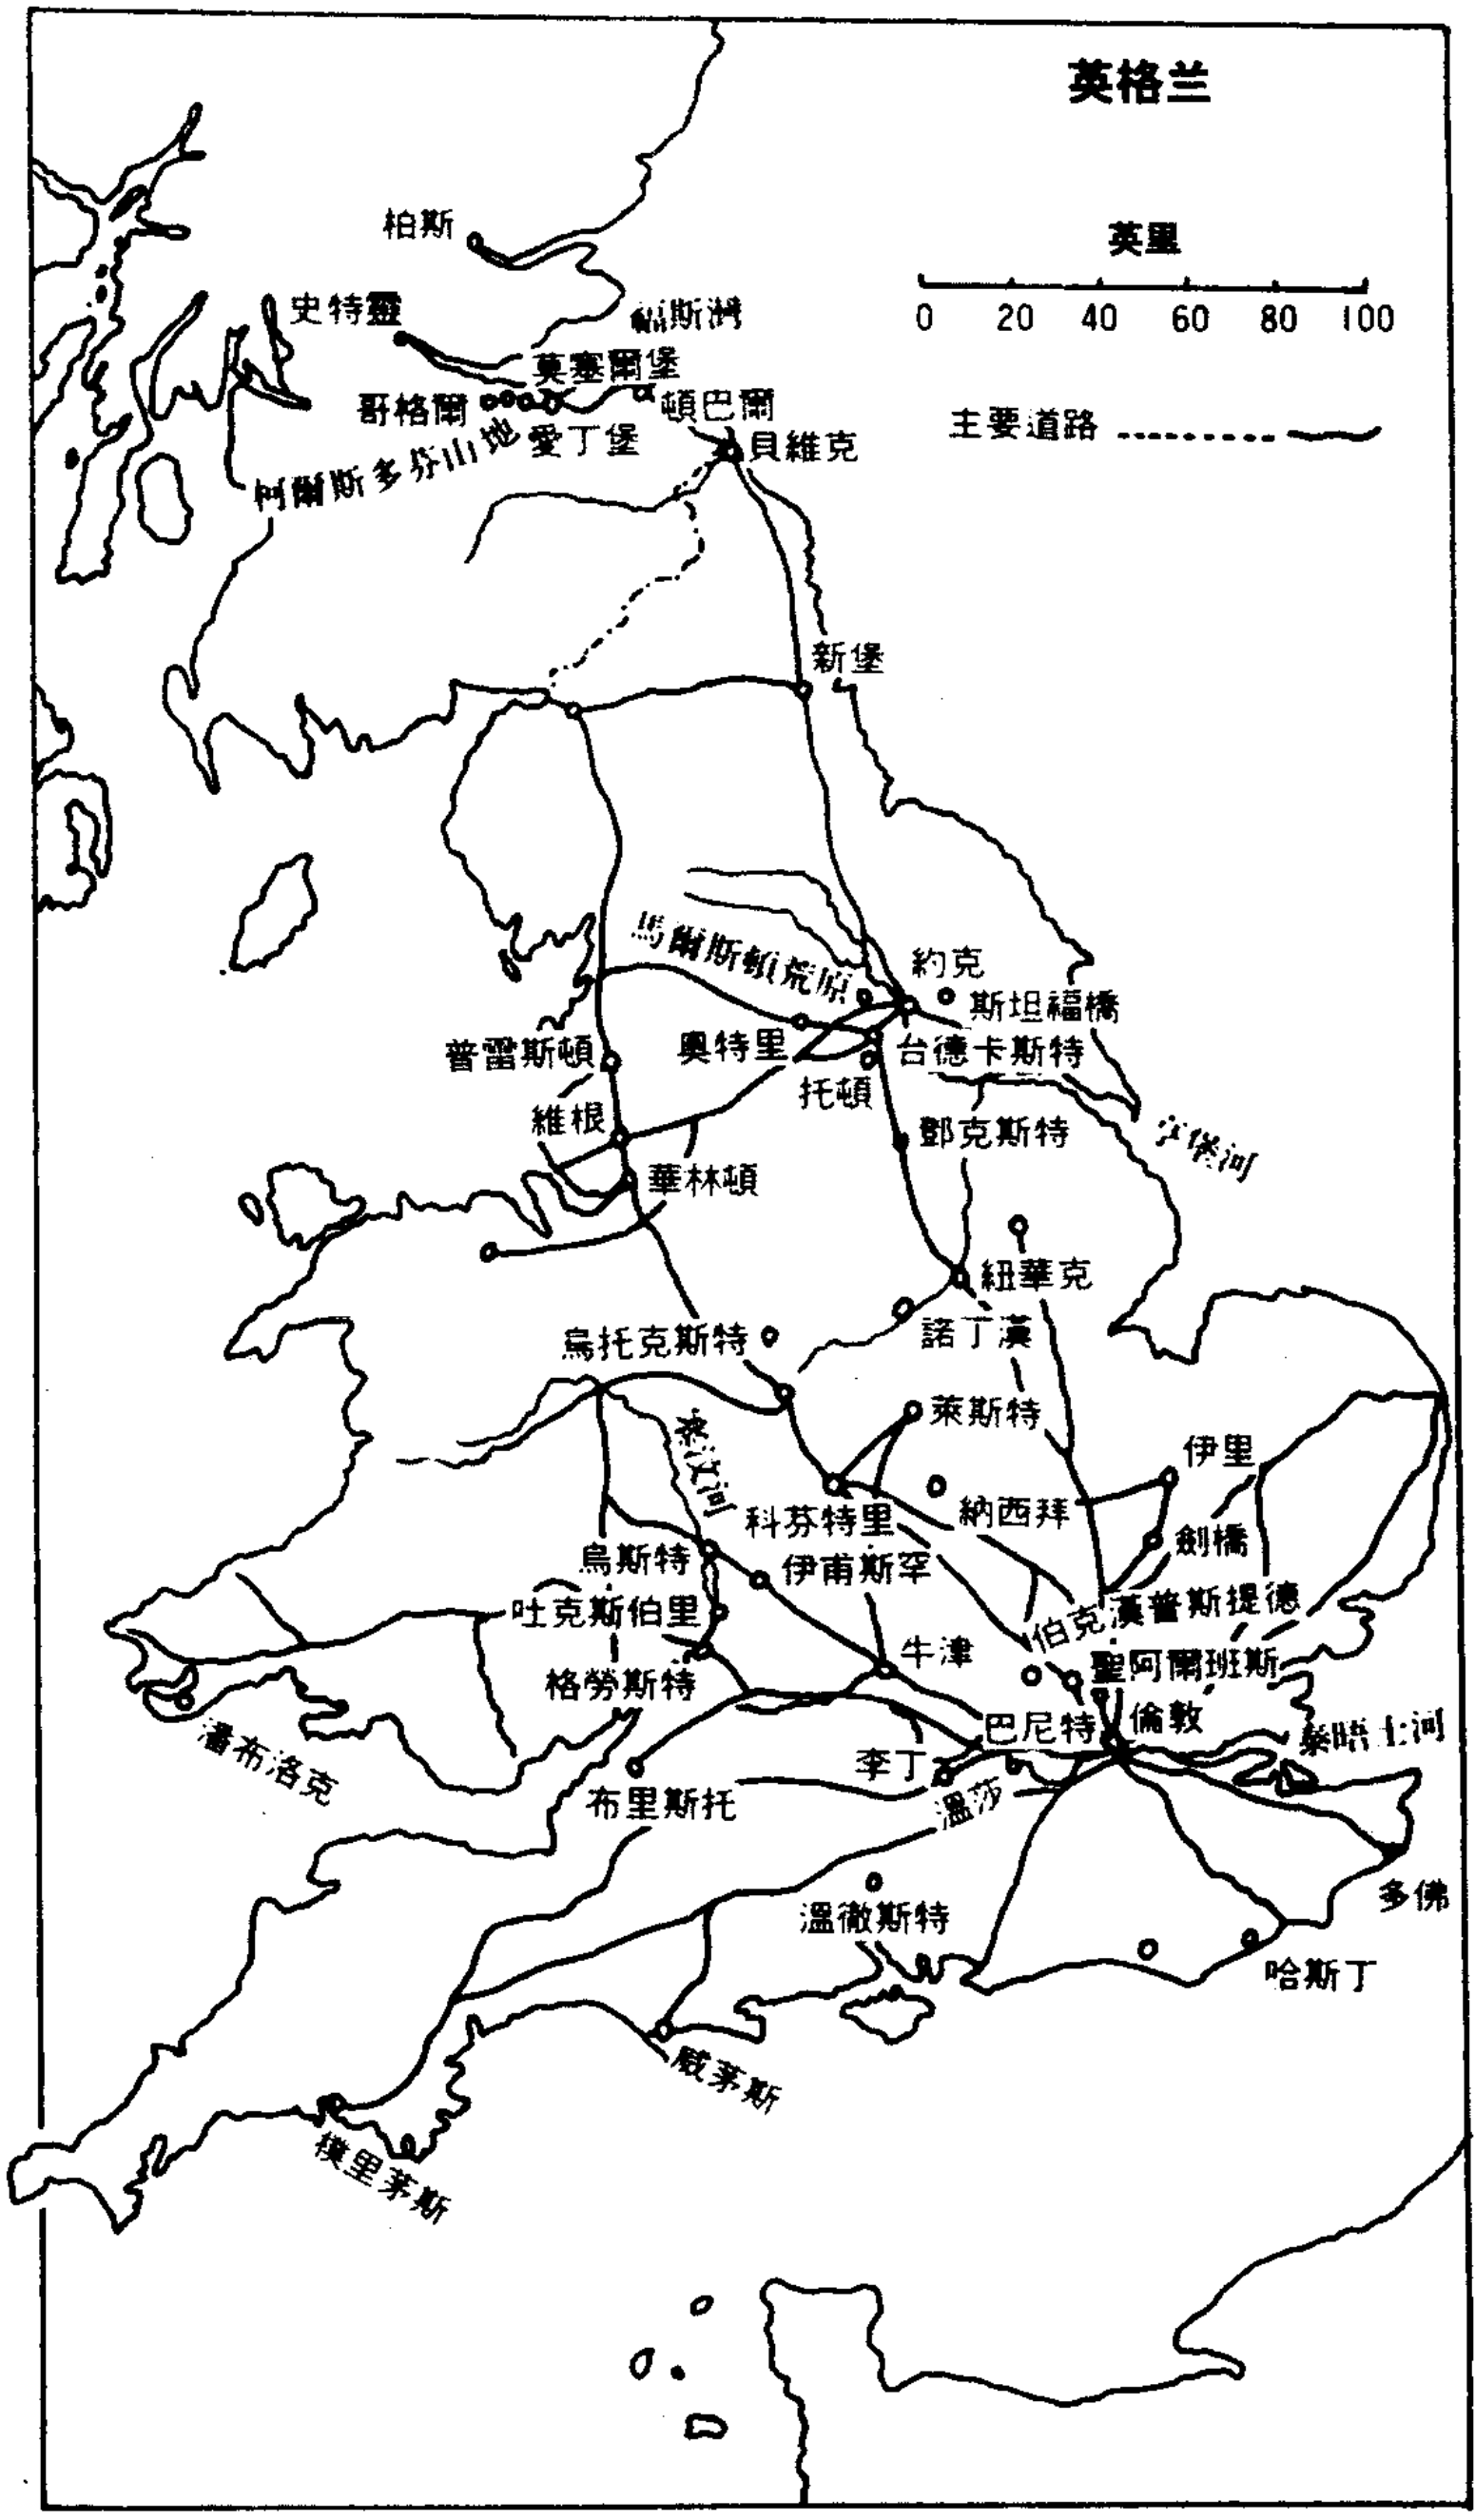 英格兰
柏斯
英里
0 20 40 60 80 100
史特靈
福斯灣
莫塞爾堡
哥格爾
頓巴爾
愛丁堡
主要道路
貝維克
柯爾斯多芬山地
新堡
馬爾斯頓荒原
約克
斯坦福橋
普雷斯頓
奧特里
台德卡斯特
托頓
維根
鄧克斯特
亨堡河
華林頓
紐華克
諾丁漢
烏托克斯特
萊斯特
伊里
納西拜
科芬特里
劍橋
烏斯特
伊甫斯罕
吐克斯伯里
伯克漢普斯提德
牛津
聖阿爾班斯
格勞斯特
倫敦
巴尼特
泰晤士河
潘布洛克
李丁
布里斯托
溫莎
多佛
溫徹斯特
哈斯丁
威茅斯
樸里茅斯